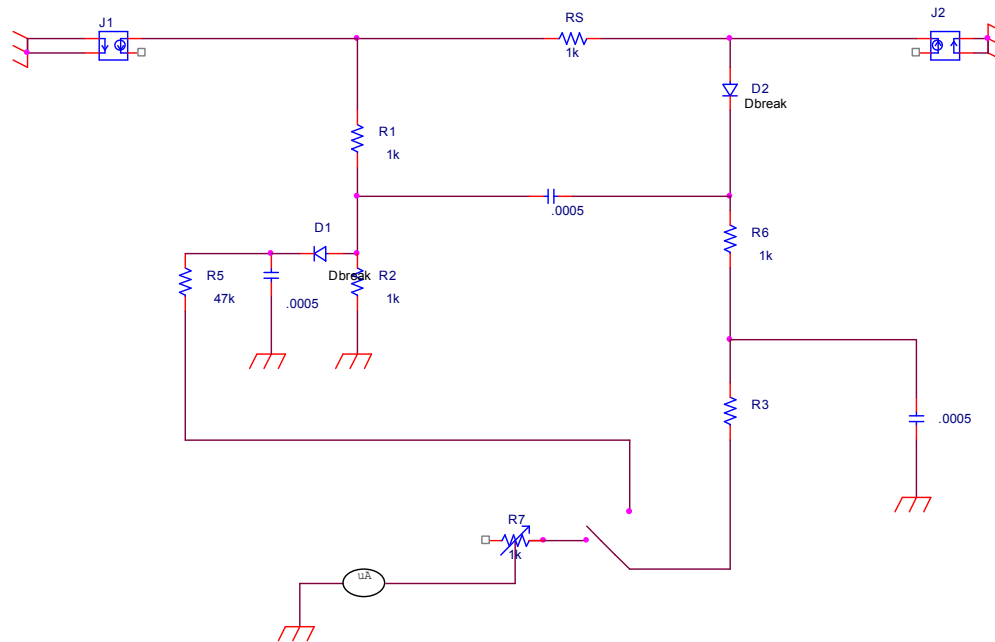 J1
RS
J2
1k
D2
Dbreak
R1
1k
.0005
D1
R6
Dbreak
R2
1k
R5
47k
.0005
1k
R3
.0005
R7
1k
uA